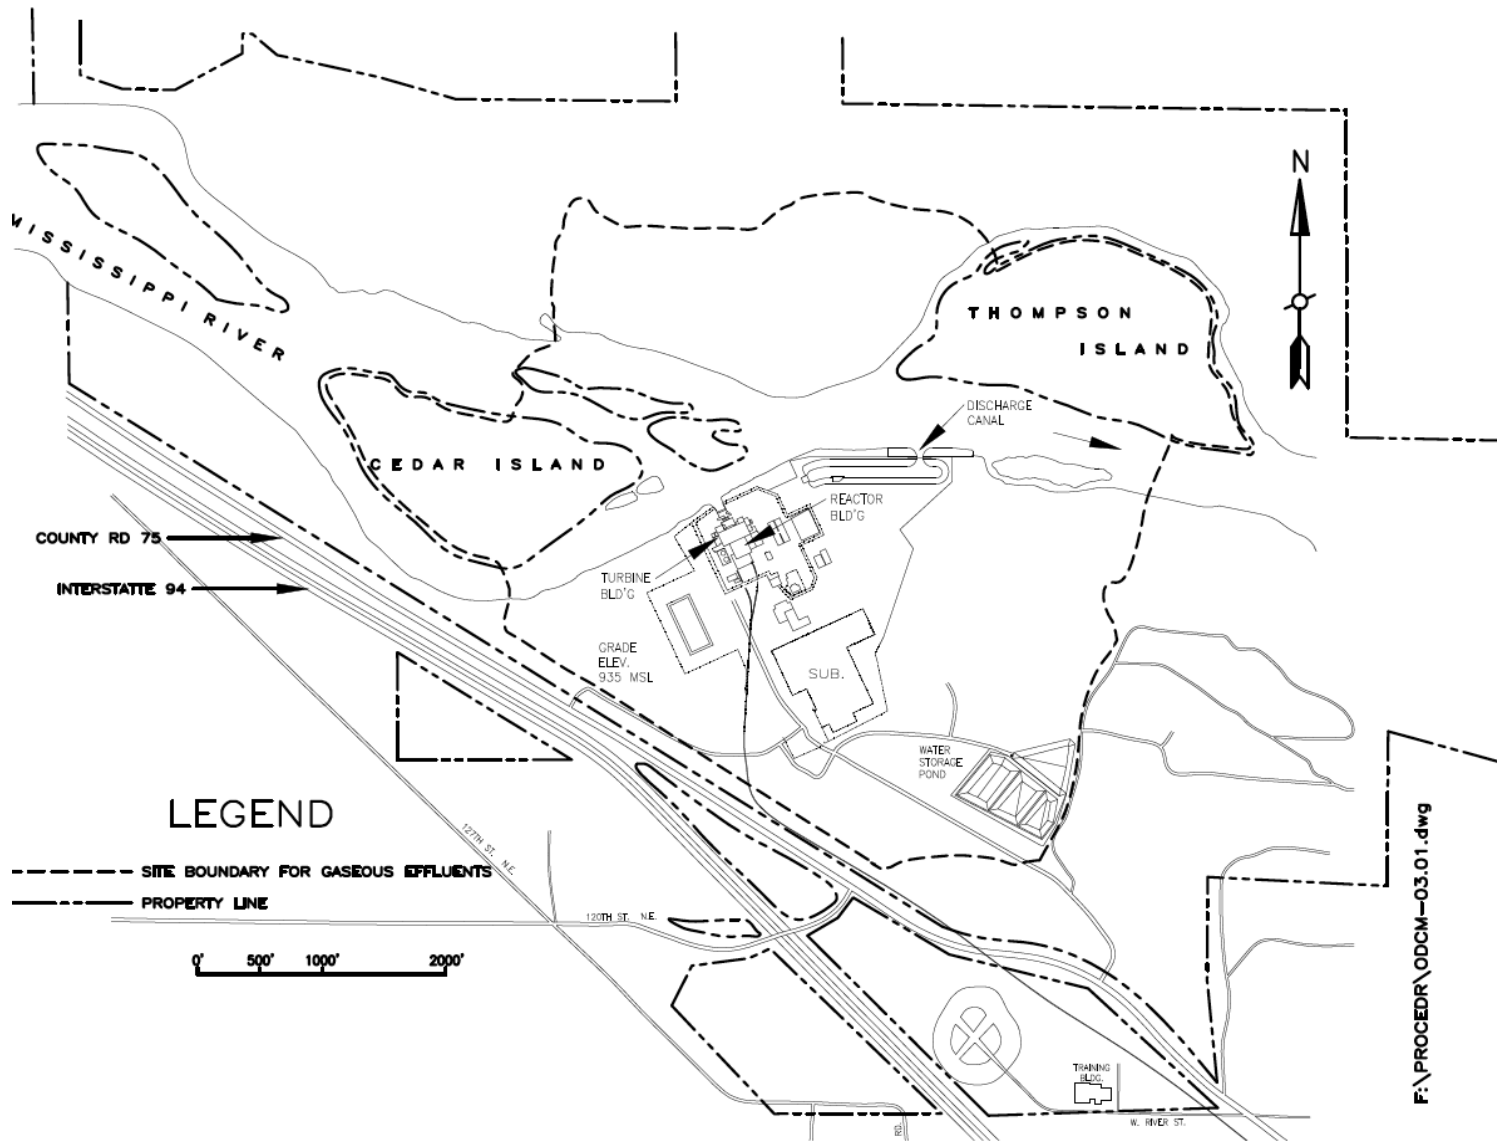 N
MISSISSIPPI RIVER
THOMPSON
ISLAND
DISCHARGE
CANAL
CEDAR ISLAND
REACTOR
BLD'G
COUNTY RD 75
TURBINE
BLD'G
INTERSTATTE 94
GRADE
ELEV.
935 MSL
SUB.
WATER
STORAGE
POND
LEGEND
127TH ST. N.E.
SITE BOUNDARY FOR GASEOUS EFFLUENTS
PROPERTY LINE
120TH ST. N.E.
0' 500' 1000' 2000'
TRAINING
BLDG.
W. RIVER ST.
RD.
F:\PROCEDR\ODCM-03.01.dwg